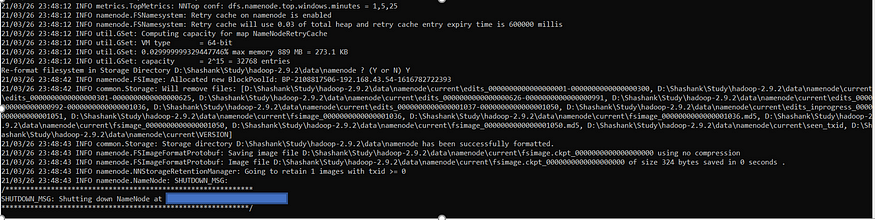 21/03/26 23:48:12 INFO metrics.TopMetrics: NNTop conf: dfs.namenode.top.windows.minutes = 1,5,25
21/03/26 23:48:12 INFO namenode.FSNamesystem: Retry cache on namenode is enabled
21/03/26 23:48:12 INFO namenode.FSNamesystem: Retry cache will use 0.03 of total heap and retry cache entry expiry time is 600000 millis
21/03/26 23:48:12 INFO util.GSet: Computing capacity for map NameNodeRetryCache
21/03/26 23:48:12 INFO util.GSet: VM type       = 64-bit
21/03/26 23:48:12 INFO util.GSet: 0.029999999329447746% max memory 889 MB = 273.1 KB
21/03/26 23:48:12 INFO util.GSet: capacity      = 2^15 = 32768 entries
Re-format filesystem in Storage Directory D:\Shashank\Study\hadoop-2.9.2\data\namenode ? (Y or N) Y
21/03/26 23:48:42 INFO namenode.FSImage: Allocated new BlockPoolId: BP-2108817506-192.168.43.54-1616782722393
21/03/26 23:48:42 INFO common.Storage: Will remove files: [D:\Shashank\Study\hadoop-2.9.2\data\namenode\current\edits_0000000000000000001-0000000000000000300, D:\Shashank\Study\hadoop-2.9.2\data\namenode\current
\edits_0000000000000000301-0000000000000000625, D:\Shashank\Study\hadoop-2.9.2\data\namenode\current\edits_0000000000000000626-0000000000000000991, D:\Shashank\Study\hadoop-2.9.2\data\namenode\current\edits_0000
000000000000992-0000000000000001036, D:\Shashank\Study\hadoop-2.9.2\data\namenode\current\edits_0000000000000001037-0000000000000001050, D:\Shashank\Study\hadoop-2.9.2\data\namenode\current\edits_inprogress_0000
000000000001051, D:\Shashank\Study\hadoop-2.9.2\data\namenode\current\fsimage_0000000000000001036, D:\Shashank\Study\hadoop-2.9.2\data\namenode\current\fsimage_0000000000000001036.md5, D:\Shashank\Study\hadoop-2
.9.2\data\namenode\current\fsimage_0000000000000001050, D:\Shashank\Study\hadoop-2.9.2\data\namenode\current\fsimage_0000000000000001050.md5, D:\Shashank\Study\hadoop-2.9.2\data\namenode\current\seen_txid, D:\Sh
ashank\Study\hadoop-2.9.2\data\namenode\current\VERSION]
21/03/26 23:48:43 INFO common.Storage: Storage directory D:\Shashank\Study\hadoop-2.9.2\data\namenode has been successfully formatted.
21/03/26 23:48:43 INFO namenode.FSImageFormatProtobuf: Saving image file D:\Shashank\Study\hadoop-2.9.2\data\namenode\current\fsimage.ckpt_0000000000000000000 using no compression
21/03/26 23:48:43 INFO namenode.FSImageFormatProtobuf: Image file D:\Shashank\Study\hadoop-2.9.2\data\namenode\current\fsimage.ckpt_0000000000000000000 of size 324 bytes saved in 0 seconds .
21/03/26 23:48:43 INFO namenode.NNStorageRetentionManager: Going to retain 1 images with txid >= 0
21/03/26 23:48:43 INFO namenode.NameNode: SHUTDOWN_MSG:
/************************************************************
SHUTDOWN_MSG: Shutting down NameNode at
************************************************************/